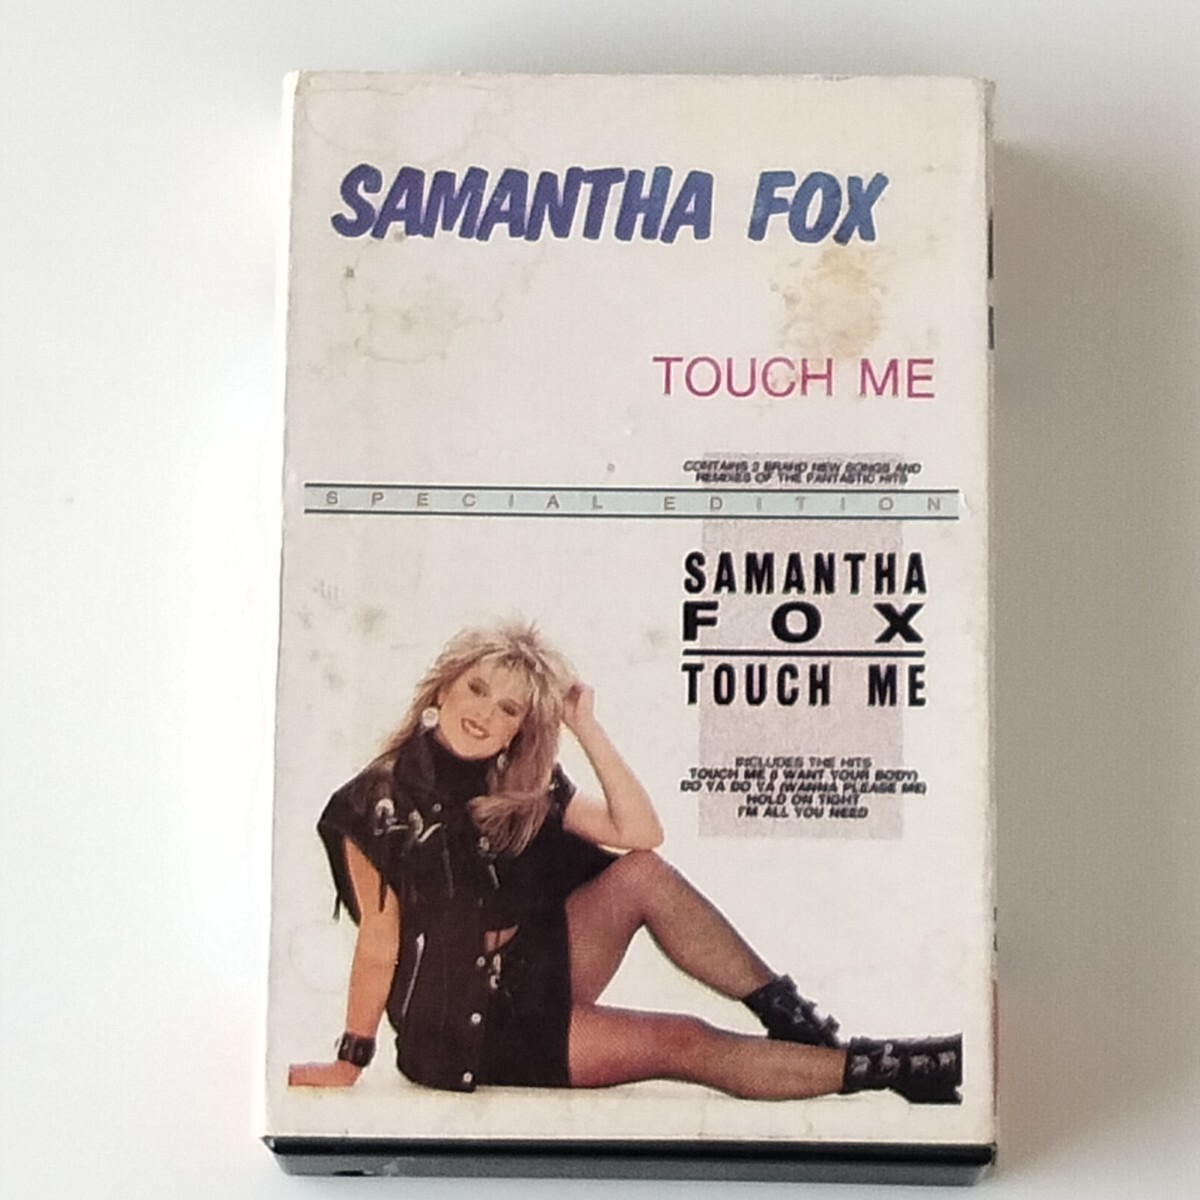 SAMANTHA FOX
TOUCH ME
CONTAINS 2 BRAND NEW SONGS AND
REMIXES OF THE FANTASTIC HITS
SPECIAL EDITION
SAMANTHA
FOX
TOUCH ME
INCLUDES THE HITS
TOUCH ME (I WANT YOUR BODY)
DO YA DO YA (WANNA PLEASE ME)
HOLD ON TIGHT
I'M ALL YOU NEED